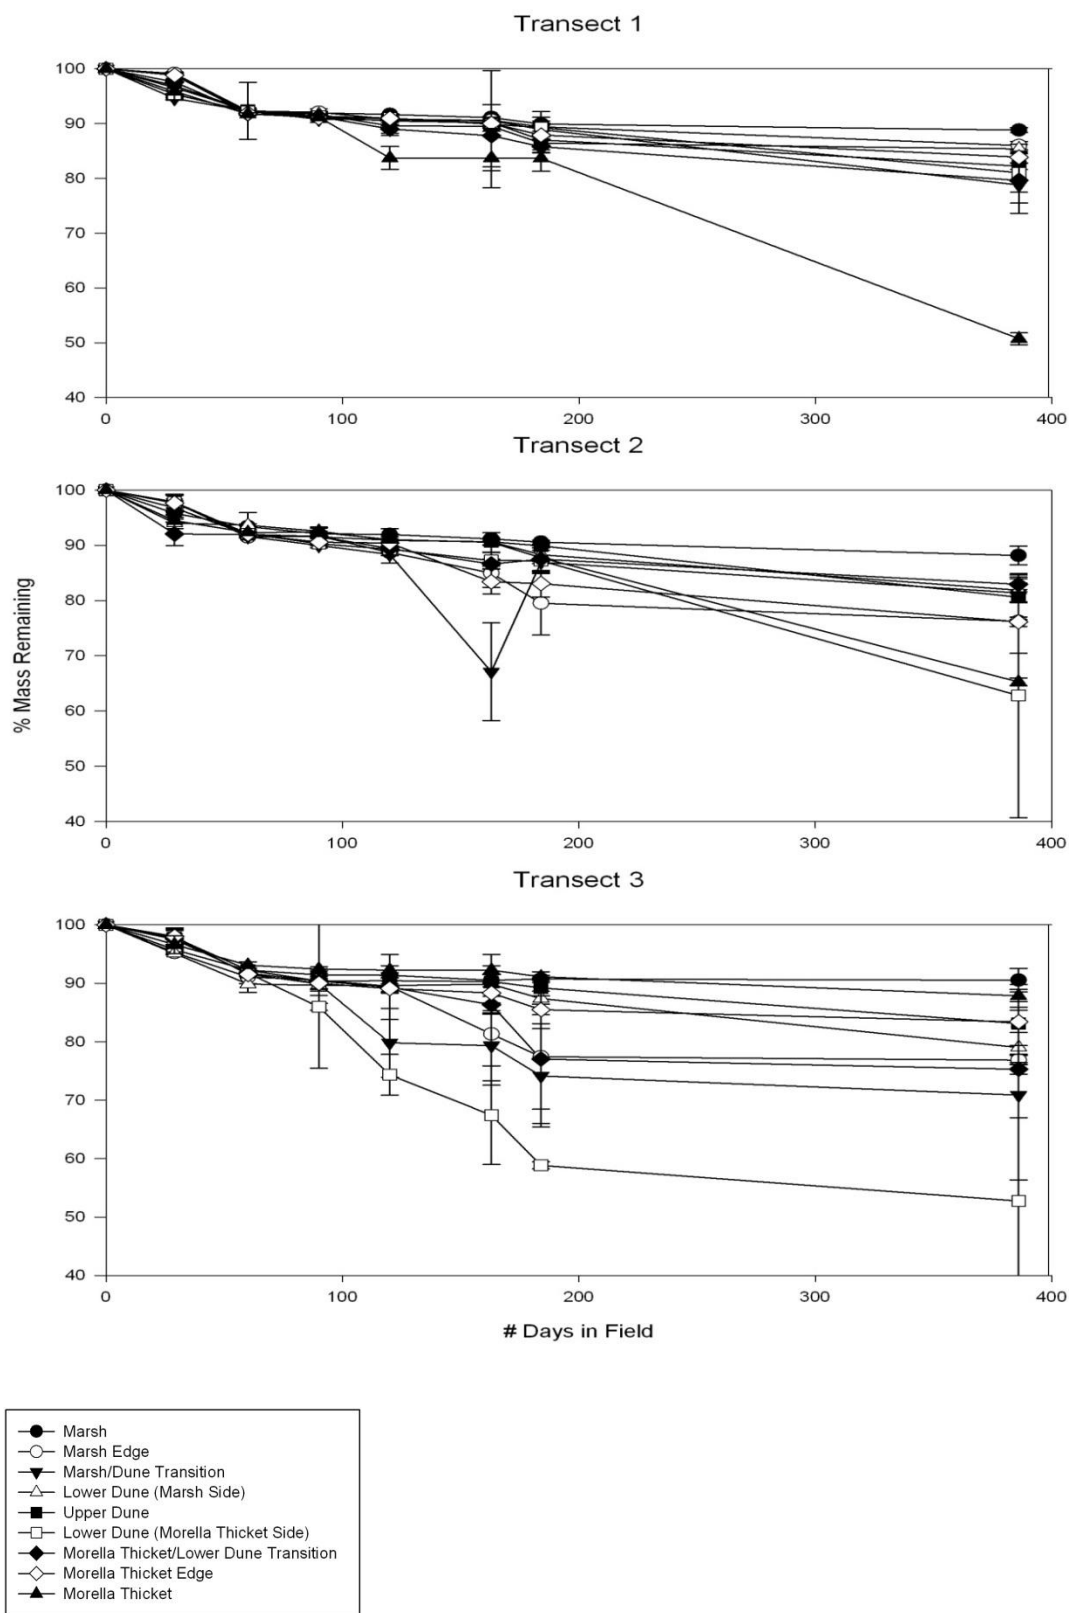 Transect 1
100
90
80
70
60
50
40
0 100 200 300 400
Transect 2
100
90
80
70
60
50
40
0 100 200 300 400
% Mass Remaining
Transect 3
100
90
80
70
60
50
40
0 100 200 300 400
# Days in Field
Marsh
Marsh Edge
Marsh/Dune Transition
Lower Dune (Marsh Side)
Upper Dune
Lower Dune (Morella Thicket Side)
Morella Thicket/Lower Dune Transition
Morella Thicket Edge
Morella Thicket